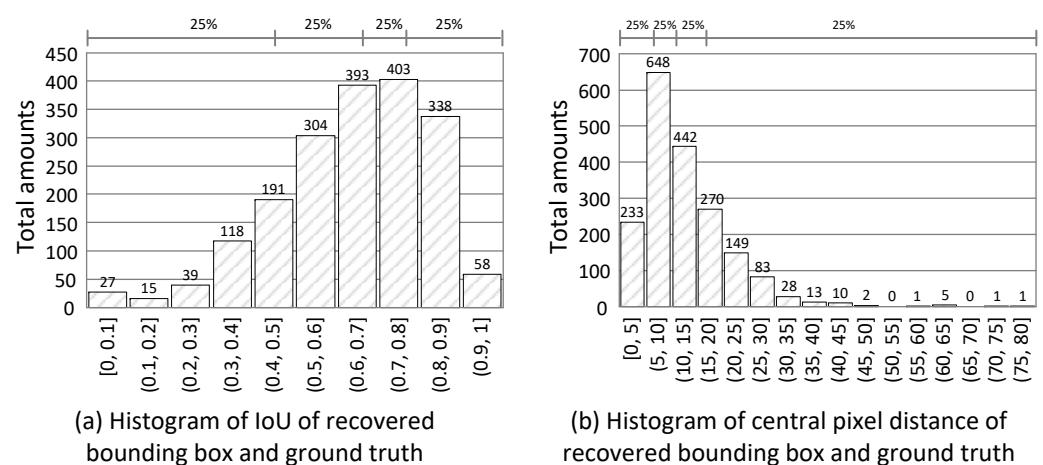 25% 25% 25% 25%
Total amounts
450
400
350
300
250
200
150
100
50
0
27 15 39 118 191 304 393 403 338 58
[0, 0.1] (0.1, 0.2] (0.2, 0.3] (0.3, 0.4] (0.4, 0.5] (0.5, 0.6] (0.6, 0.7] (0.7, 0.8] (0.8, 0.9] (0.9, 1]
(a) Histogram of IoU of recovered
bounding box and ground truth
25% 25% 25% 25%
Total amounts
700
600
500
400
300
200
100
0
233 648 442 270 149 83 28 13 10 2 0 1 5 0 1 1
[0, 5] (5, 10] (10, 15] (15, 20] (20, 25] (25, 30] (30, 35] (35, 40] (40, 45] (45, 50] (50, 55] (55, 60] (60, 65] (65, 70] (70, 75] (75, 80]
(b) Histogram of central pixel distance of
recovered bounding box and ground truth